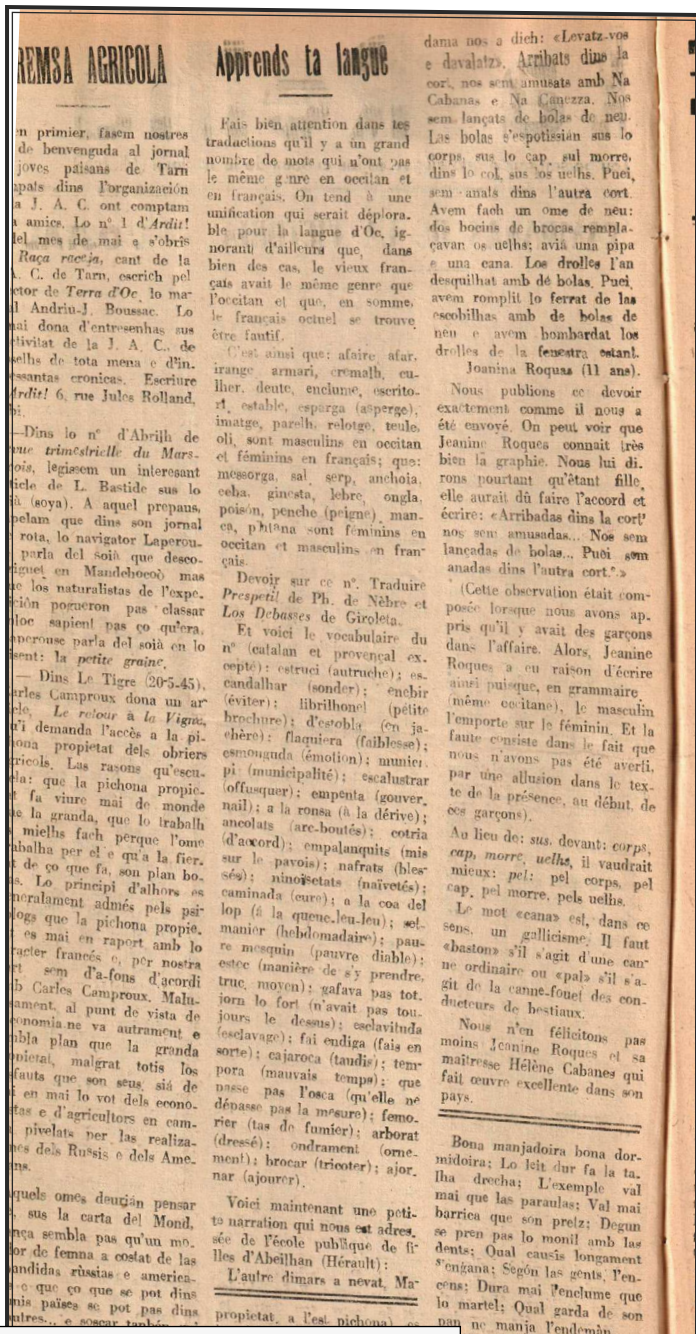 REMSA AGRICOLA
en primier, fasem nostres
de benvenguda al jornal
joves paisans de Tarn
dins l'organización
J. A. C. ont comptam
amics. Lo nº 1 d'Ardit!
del mes de mai e s'obris
Raça raceja, cant de la
A. C. de Tarn, escrich pel
de Terra d'Oc, lo
Andriu-J. Boussac. Lo
mai dona d'entresenhas sus
de la J. A. C., de
de tota mena e d'in-
cronicas. Escriure
Ardit! 6, rue Jules Rolland,
—Dins lo nº d'Abrilh de
trimestrielle du Mars-
legissem un interesant
de L. Bastide sus lo
(soya). A aquel prepaus,
que dins son jornal
rota, lo navigator Laperou-
parla del soià que desco-
en Mandchocò mas
los naturalistas de l'expe-
pogueron pas classar
sapient pas ço qu'era.
parla del soià en lo
la petite graine.
— Dins Le Tigre (20-5-45),
Carles Camproux dona un ar-
Le retour à la Vigne,
demanda l'accès a la pi-
propietat dels obriers
Las rasons qu'escu-
que la pichona propie-
fa viure mai de monde
la granda, que lo trabalh
mielhs fach perque l'ome
per el e qu'a la fier-
de ço que fa, son plan bo-
Lo principi d'alhors es
admés pels psi-
que la pichona propie-
es mai en raport amb lo
francés e, per nostra
sem d'a-fons d'acordi
Carles Camproux. Malu-
al punt de vista de
va autrament e
plan que la granda
malgrat totis los
que son seus, siá de
en mai lo vot dels econo-
e d'agricultors en cam-
pivelats per las realiza-
dels Russis e dels Ame-
omes deurián pensar
sus la carta del Mond,
sembla pas qu'un mo-
de femna a costat de las
rùssias e america-
e que ço que se pot dins
païses se pot pas dins
Apprends ta langue
Fais bien attention dans tes
traductions qu'il y a un grand
nombre de mots qui n'ont pas
le même genre en occitan et
en français. On tend à une
unification qui serait déplora-
ble pour la langue d'Oc, ig-
norant d'ailleurs que, dans
bien des cas, le vieux fran-
çais avait le même genre que
l'occitan et que, en somme,
le français octuel se trouve
être fautif.
C'est ainsi que: afaire, afar,
irange armari, cremalh, cu-
lher, deute, enclume, escrito-
ri, estable, esparga (asperge),
imatge, parelh, relotge, teule,
oli, sont masculins en occitan
et féminins en français; que:
messorga, sal, serp, anchoia,
ceba, ginesta, lebre, ongla,
poisón, penche (peigne), man-
ca, plutana sont féminins en
occitan et masculins en fran-
çais.
Devoir sur ce nº. Traduire
Prespetil de Ph. de Nèbre et
Los Debasses de Giroleta.
Et voici le vocabulaire du
nº (catalan et provençal ex-
cepté): estruci (autruche); es-
candalhar (sonder); encbir
(éviter); librilhonel (petite
brochure); d'estobla (en ja-
chère); flaquiera (faiblesse);
esmonguda (émotion); munici-
pi (municipalité); escalustrar
(offusquer); empenta (gouver-
nail); a la ronsa (à la dérive);
ancolats (arc-boutés); cotria
(d'accord); empalanquits (mis
sur le pavois); nafrats (bles-
sés); ninoisetats (naïvetés);
caminada (cure); a la coa del
lop (à la queue-leu-leu); set-
manier (hebdomadaire); pau-
re mesquin (pauvre diable);
estec (manière de s'y prendre,
truc, moyen); gafava pas tot-
jorn lo fort (n'avait pas tou-
jours le dessus); esclavituda
(esclavage); fai endiga (fais en
sorte); cajaroca (taudis); tem-
pora (mauvais temps); que
passe pas l'osca (qu'elle ne
dépasse pas la mesure); femo-
rier (tas de fumier); arborat
(dressé): ondrament (orne-
ment); brocar (tricoter); ajor-
nar (ajourer).
Voici maintenant une peti-
te narration qui nous est adres-
sée de l'école publique de fi-
lles d'Abeilhan (Hérault):
L'autre dimars a nevat, Ma-
propietat, a l'est pichona)
dama nos a dich: «Levatz-vos
e davalatz». Arribats dins la
cort, nos sem amusats amb Na
Cabanas e Na Canezza. Nos
sem lançats de bolas de neu.
Las bolas s'espotissián sus lo
corps, sus lo cap, sul morre,
dins lo col, sus los uelhs. Puei,
sem anals dins l'autra cort.
Avem fach un ome de neu:
dos bocins de brocas rempla-
çavan os uelhs; aviá una pipa
e una cana. Los drolles l'an
desquilhat amb de bolas. Puei,
avem romplit lo ferrat de las
escobilhas amb de bolas de
neu e avem bombardat los
drolles de la fenestra estant.
Joanina Roquas (11 ans).
Nous publions ce devoir
exactement comme il nous a
été envoyé. On peut voir que
Jeanine Roques connait très
bien la graphie. Nous lui di-
rons pourtant qu'étant fille,
elle aurait dû faire l'accord et
écrire: «Arribadas dins la cort'
nos sem amusadas... Nos sem
lançadas de bolas... Puei sem
anadas dins l'autra cort.º.»
(Cette observation était com-
posée lorsque nous avons ap-
pris qu'il y avait des garçons
dans l'affaire. Alors, Jeanine
Roques a eu raison d'écrire
ainsi puisque, en grammaire
(même occitane), le masculin
l'emporte sur le féminin. Et la
faute consiste dans le fait que
nous n'avons pas été averti,
par une allusion dans le tex-
te de la présence, au début, de
ces garçons).
Au lieu de: sus, devant: corps,
cap, morre, uelhs, il vaudrait
mieux: pel: pel corps, pel
cap, pel morre, pels uelhs.
Le mot «cana» est, dans ce
sens, un gallicisme. Il faut
«baston» s'il s'agit d'une can-
ne ordinaire ou «pal» s'il s'a-
git de la canne-fouet des con-
ducteurs de bestiaux.
Nous n'en félicitons pas
moins Jeanine Roques et sa
maîtresse Hélène Cabanes qui
fait œuvre excellente dans son
pays.
Bona manjadoira bona dor-
midoira; Lo leit dur fa la ta-
lha drecha; L'exemple val
mai que las paraulas; Val mai
barrica que son prelz; Degun
se pren pas lo monil amb las
dents; Qual causis longament
s'engana; Segón las gents, l'en-
cens; Dura mai l'enclume que
lo martel; Qual garda de son
pan ne manja l'endemàn